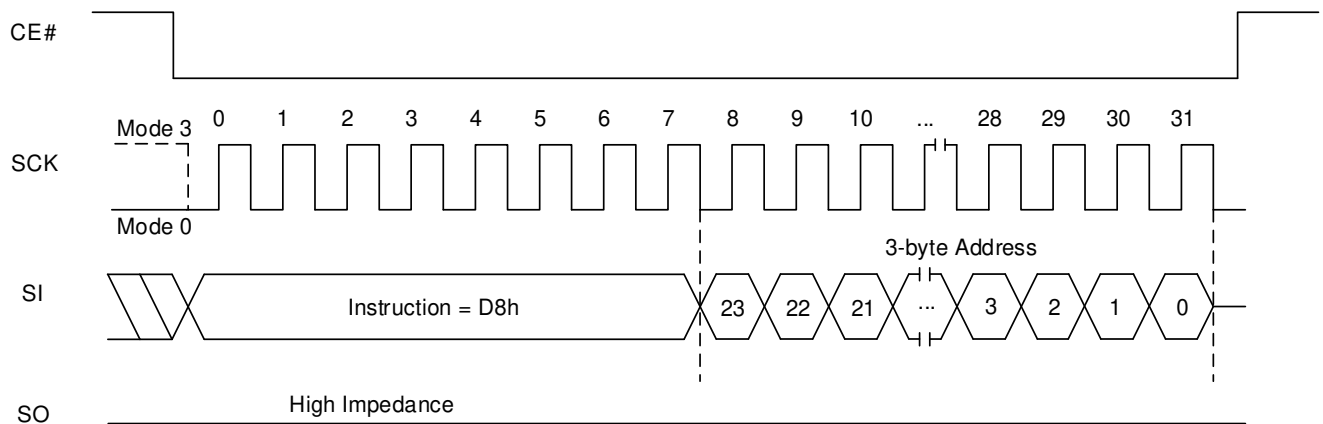 CE#
Mode 3
0 1 2 3 4 5 6 7 8 9 10 ... 28 29 30 31
SCK
Mode 0
3-byte Address
SI
Instruction = D8h
23 22 21 ... 3 2 1 0
High Impedance
SO